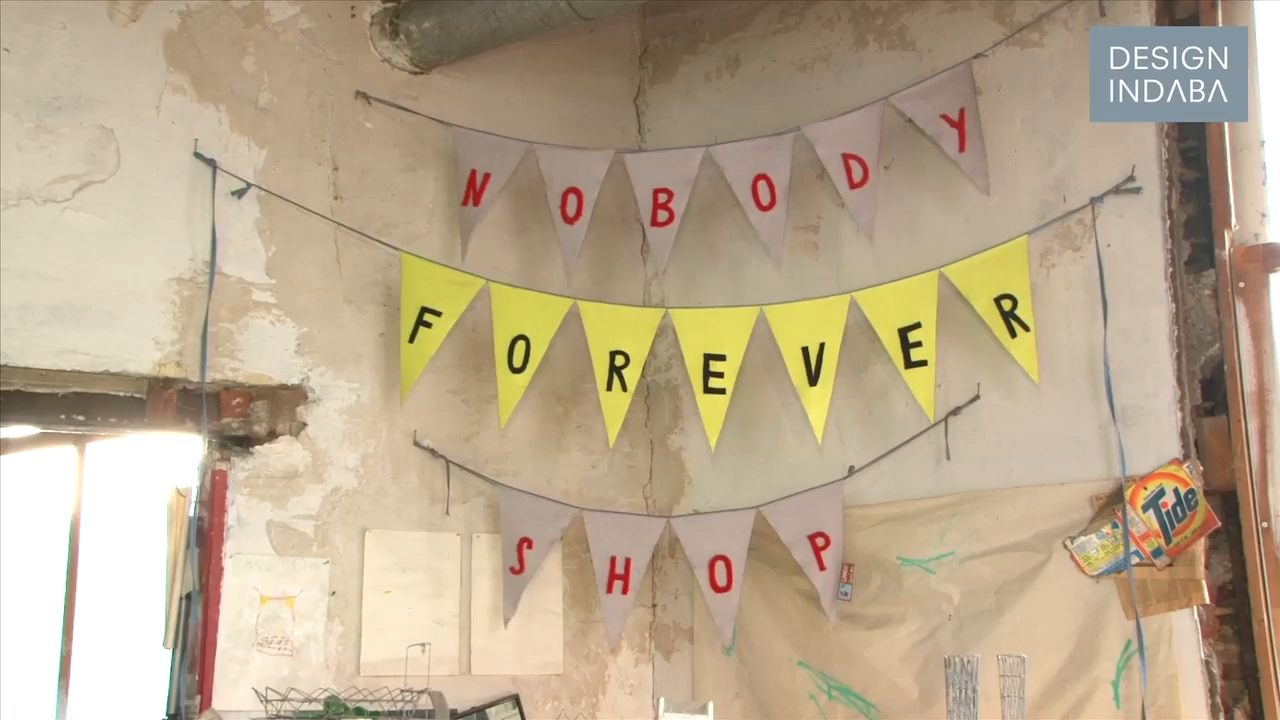 DESIGN
INDABA
NOBODY
FOREVER
SHOP
Tide